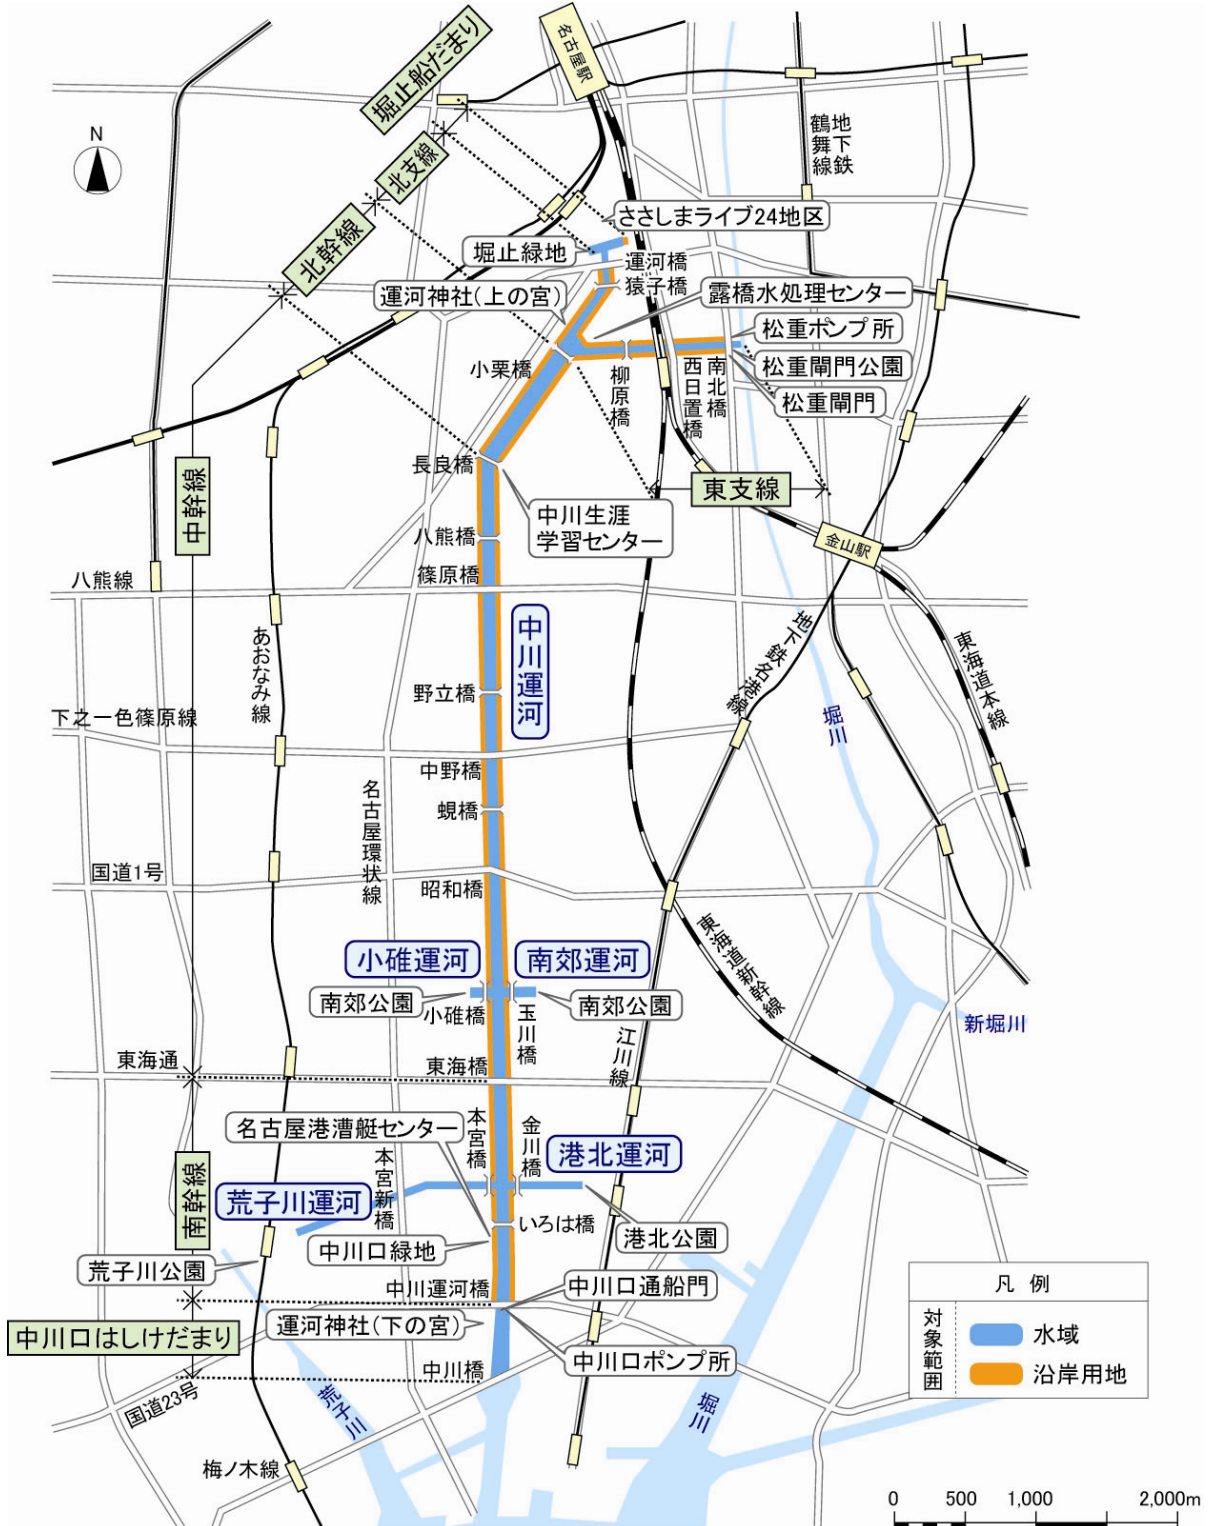 名古屋駅
堀止船だまり
N
北支線
地下鉄
鶴舞線
ささしまライブ24地区
北幹線
堀止緑地
運河橋
猿子橋
運河神社(上の宮)
露橋水処理センター
松重ポンプ所
小栗橋
柳原橋
西日置橋
南北橋
松重閘門公園
松重閘門
長良橋
東支線
中幹線
中川生涯
学習センター
八熊橋
金山駅
篠原橋
八熊線
中川運河
地下鉄名港線
東海道本線
あおなみ線
野立橋
下之一色篠原線
堀川
中野橋
名古屋環状線
蜆橋
国道1号
昭和橋
東海道新幹線
小碓運河
南郊運河
南郊公園
南郊公園
小碓橋
玉川橋
新堀川
江川線
東海通
東海橋
名古屋港漕艇センター
本宮橋
金川橋
港北運河
本宮新橋
南幹線
荒子川運河
いろは橋
港北公園
中川口緑地
荒子川公園
中川運河橋
中川口通船門
凡 例
対象範囲
水域
沿岸用地
中川口はしけだまり
運河神社(下の宮)
中川口ポンプ所
中川橋
国道23号
荒子川
堀川
梅ノ木線
0 500 1,000 2,000m